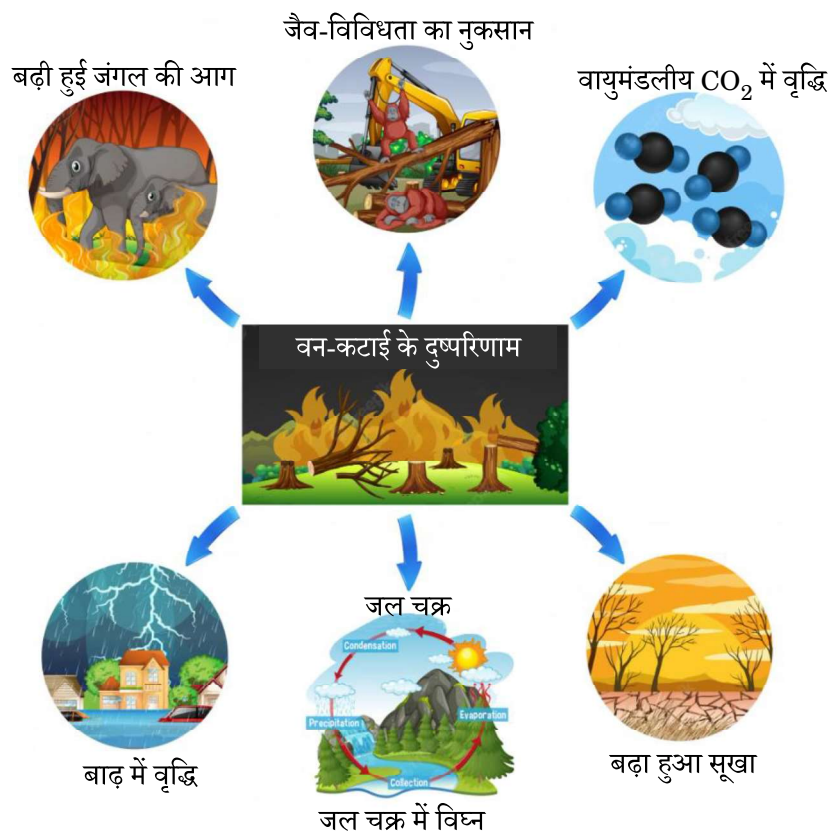 जैव-विविधता का नुकसान
बढ़ी हुई जंगल की आग
वायुमंडलीय CO₂ में वृद्धि
वन-कटाई के दुष्परिणाम
जल चक्र
Condensation
Precipitation
Evaporation
Collection
बाढ़ में वृद्धि
जल चक्र में विघ्न
बढ़ा हुआ सूखा